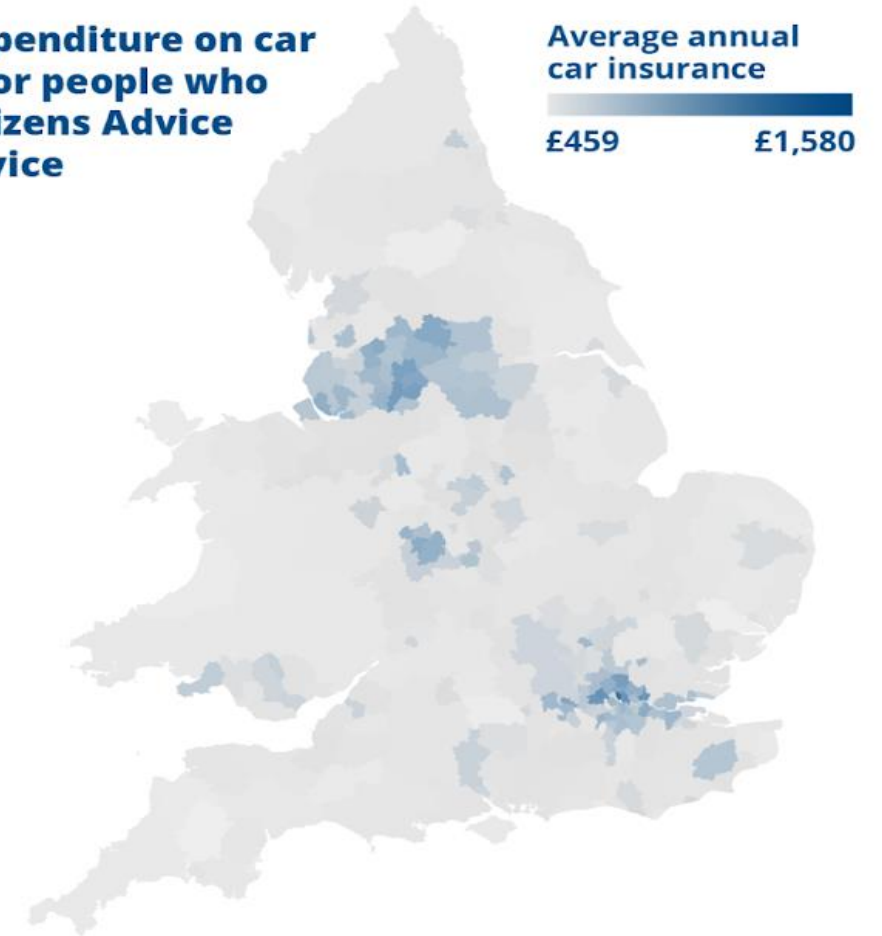 penditure on car
or people who
izens Advice
vice
Average annual
car insurance
£459 £1,580